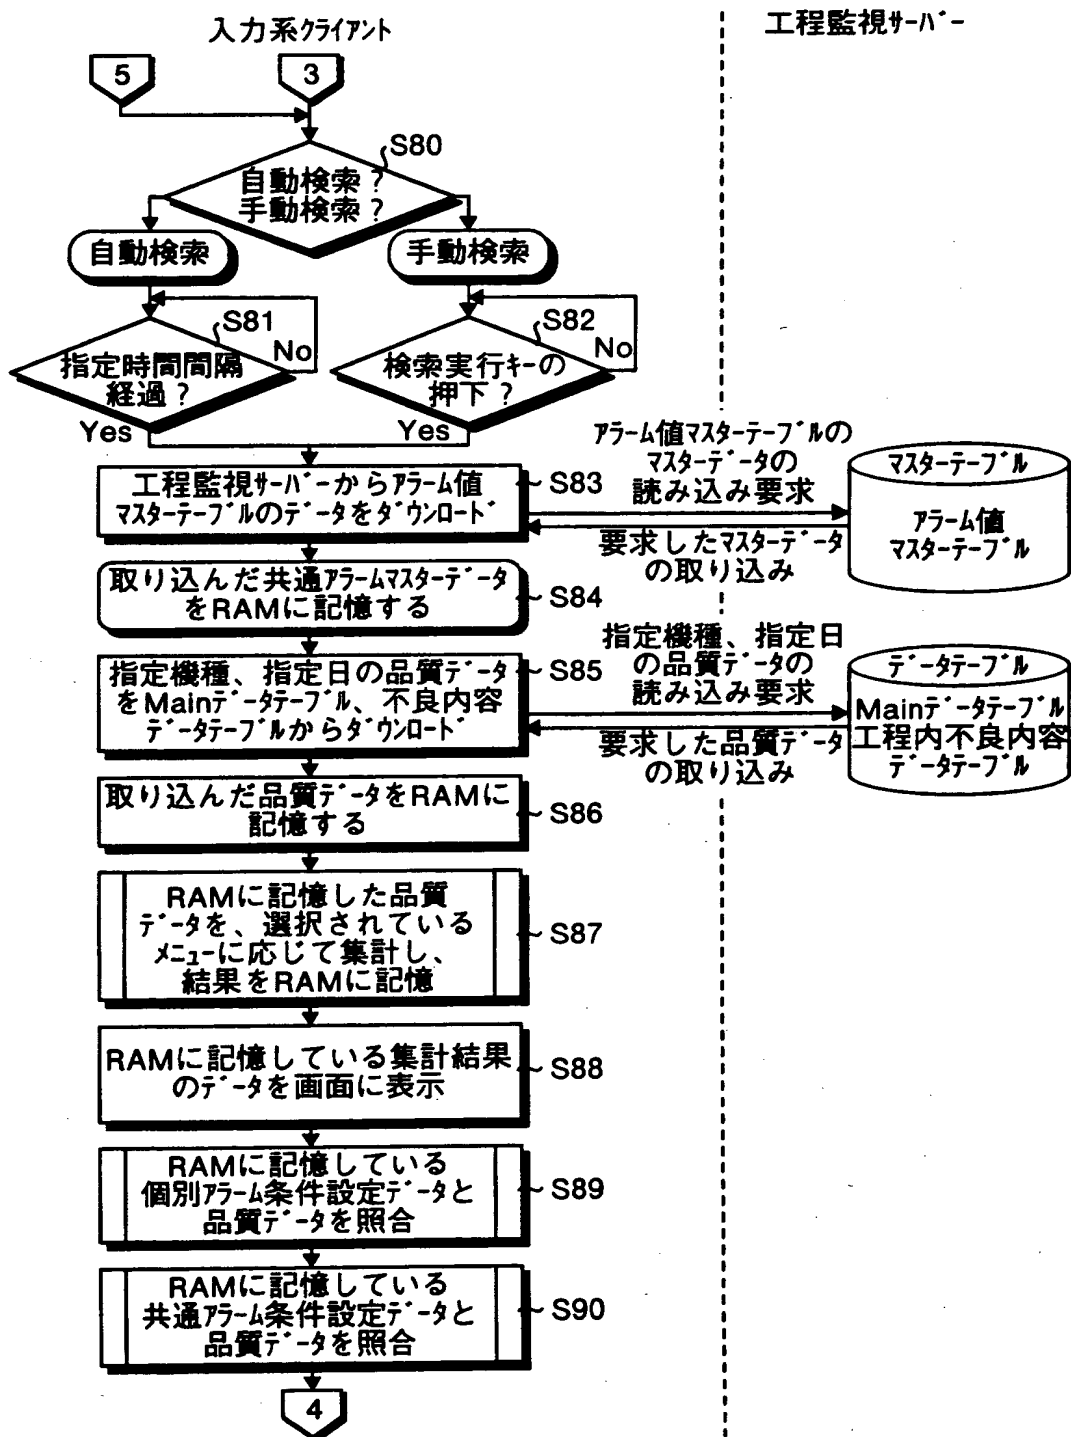 入力系クライアント
工程監視サーバー
5
3
S80
自動検索？
手動検索？
自動検索
手動検索
S81
指定時間間隔
経過？
No
Yes
S82
検索実行キーの
押下？
No
Yes
工程監視サーバーからアラーム値
マスターテーブルのデータをダウンロード
S83
アラーム値マスターテーブルの
マスターデータの
読み込み要求
要求したマスターデータ
の取り込み
マスターテーブル
アラーム値
マスターテーブル
取り込んだ共通アラームマスターデータ
をRAMに記憶する
S84
指定機種、指定日の品質データ
をMainデータテーブル、不良内容
データテーブルからダウンロード
S85
指定機種、指定日
の品質データの
読み込み要求
要求した品質データ
の取り込み
データテーブル
Mainデータテーブル
工程内不良内容
データテーブル
取り込んだ品質データをRAMに
記憶する
S86
RAMに記憶した品質
データを、選択されている
メニューに応じて集計し、
結果をRAMに記憶
S87
RAMに記憶している集計結果
のデータを画面に表示
S88
RAMに記憶している
個別アラーム条件設定データと
品質データを照合
S89
RAMに記憶している
共通アラーム条件設定データと
品質データを照合
S90
4